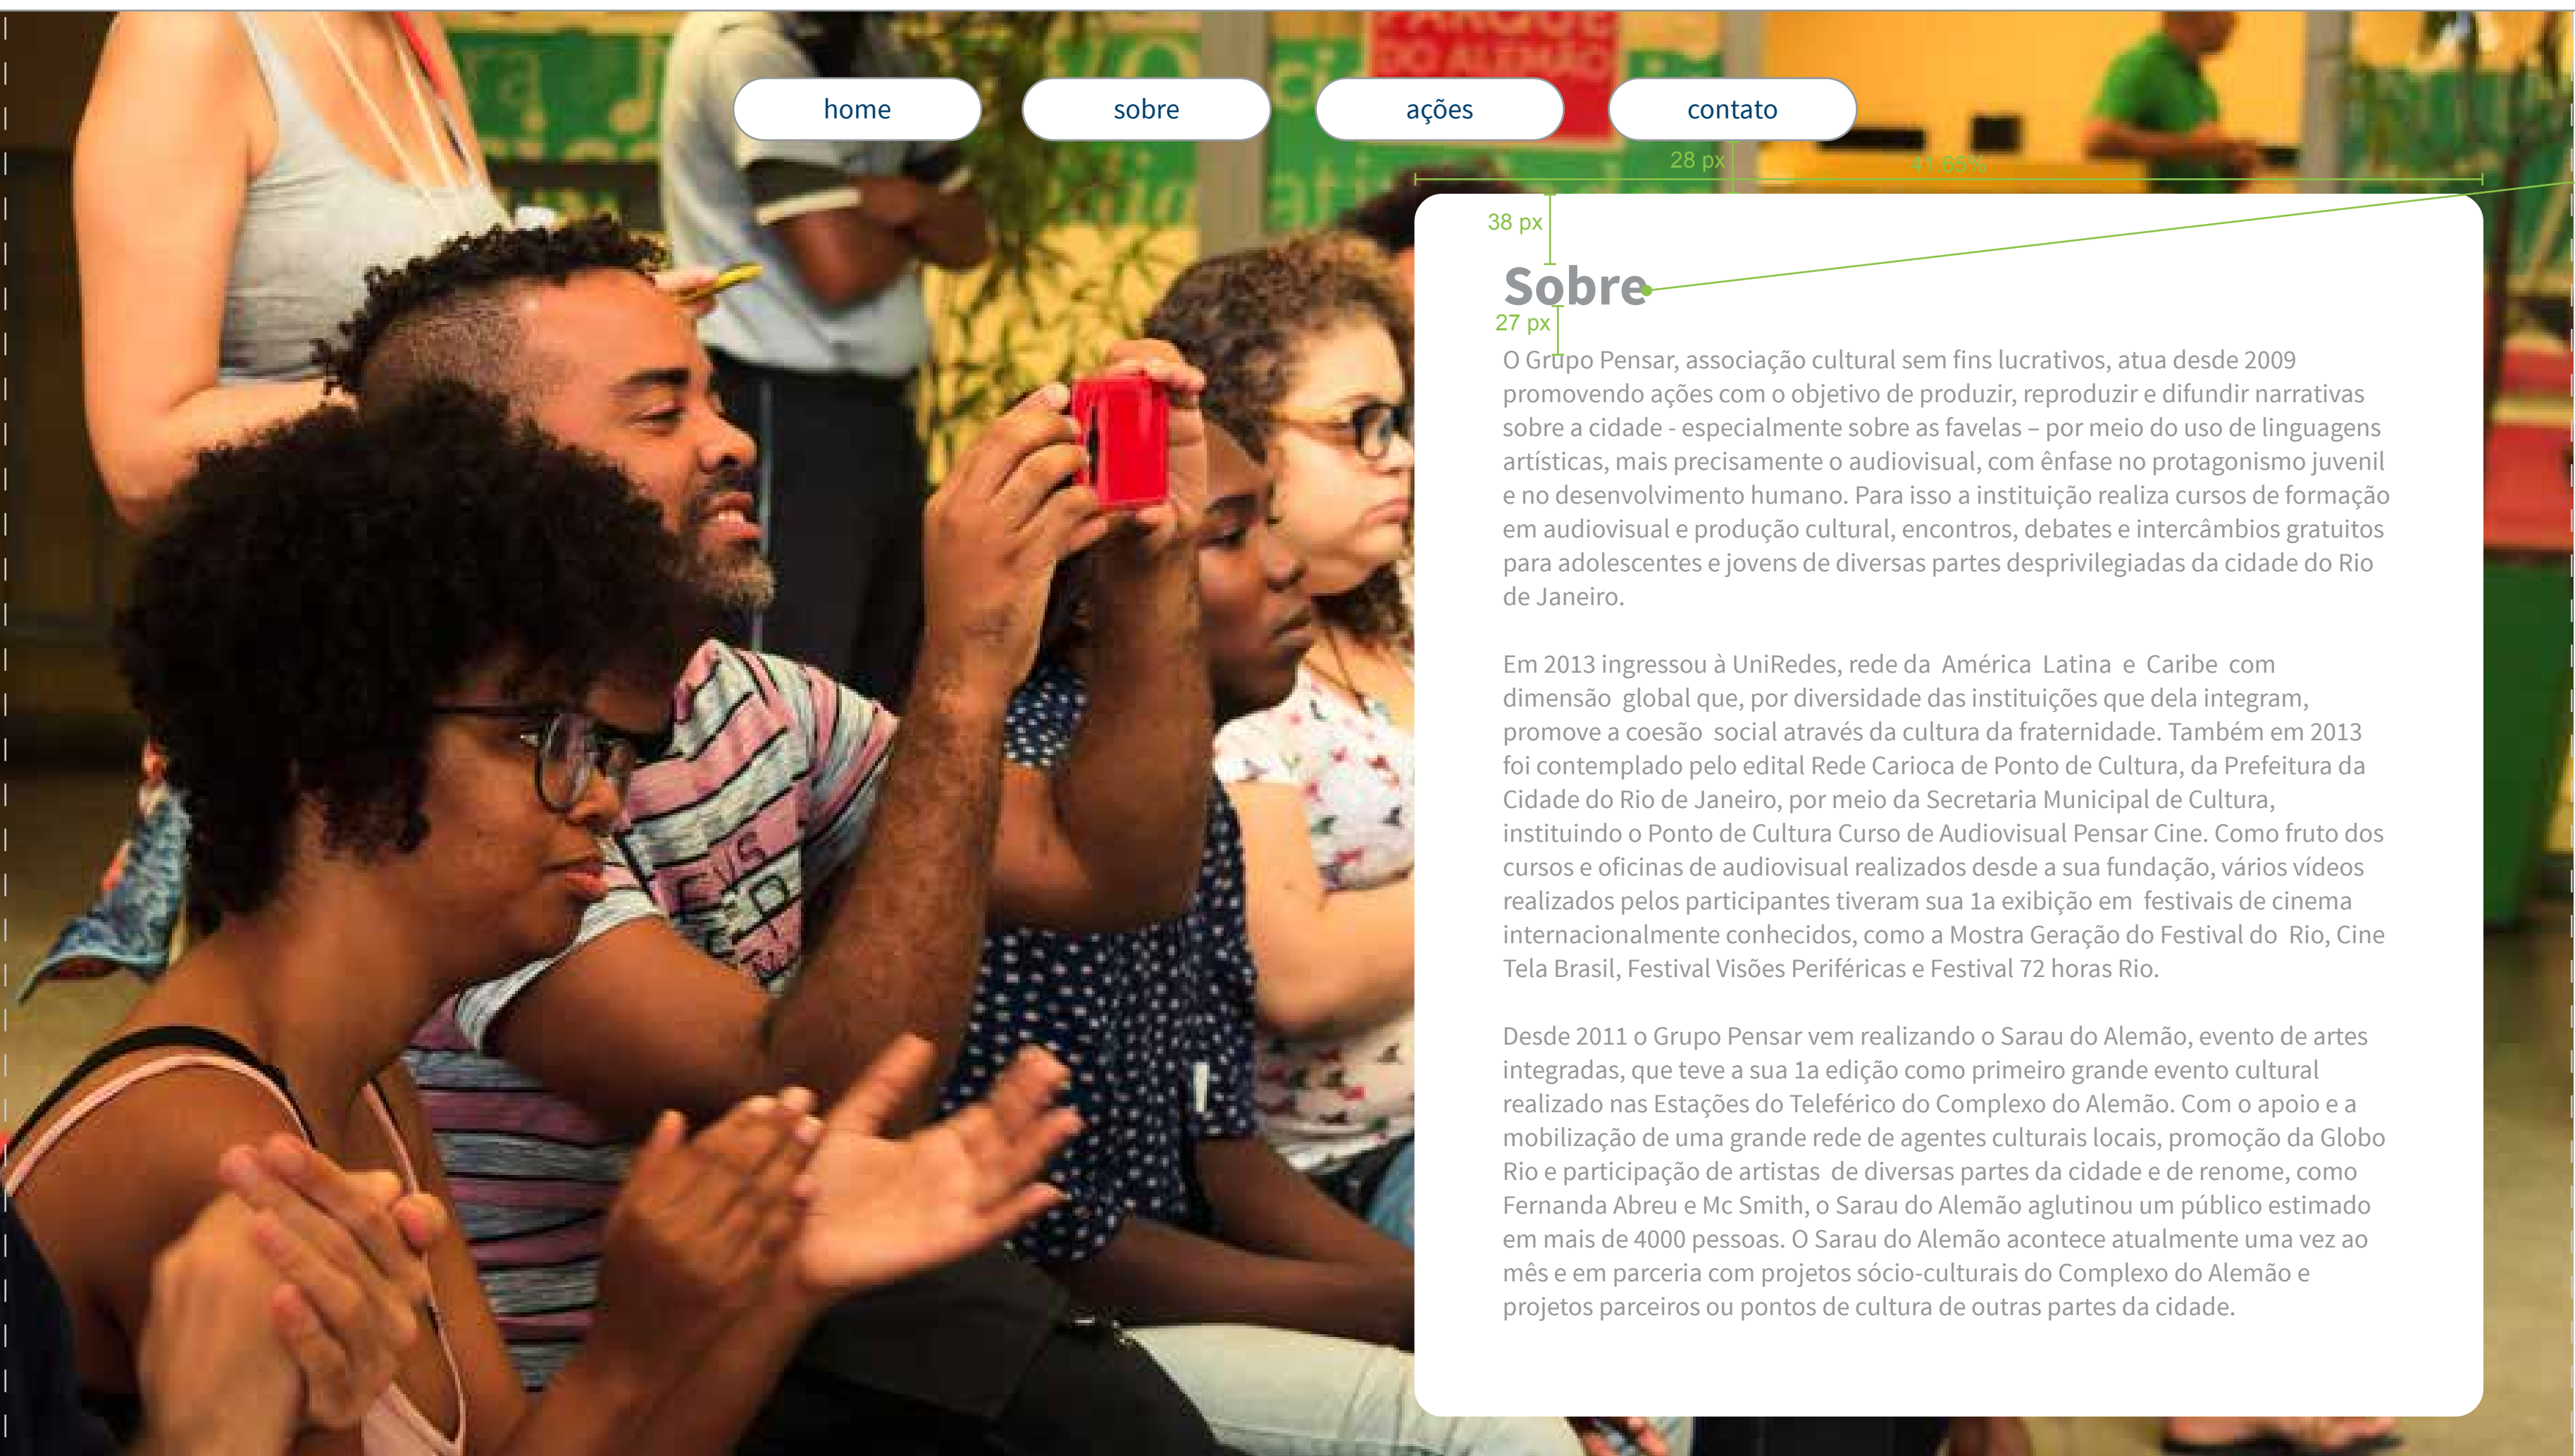 PARQUE
DO ALEMÃO
home
sobre
ações
contato
28 px
41.65%
38 px
Sobre
27 px
O Grupo Pensar, associação cultural sem fins lucrativos, atua desde 2009
promovendo ações com o objetivo de produzir, reproduzir e difundir narrativas
sobre a cidade - especialmente sobre as favelas – por meio do uso de linguagens
artísticas, mais precisamente o audiovisual, com ênfase no protagonismo juvenil
e no desenvolvimento humano. Para isso a instituição realiza cursos de formação
em audiovisual e produção cultural, encontros, debates e intercâmbios gratuitos
para adolescentes e jovens de diversas partes desprivilegiadas da cidade do Rio
de Janeiro.
Em 2013 ingressou à UniRedes, rede da América Latina e Caribe com
dimensão global que, por diversidade das instituições que dela integram,
promove a coesão social através da cultura da fraternidade. Também em 2013
foi contemplado pelo edital Rede Carioca de Ponto de Cultura, da Prefeitura da
Cidade do Rio de Janeiro, por meio da Secretaria Municipal de Cultura,
instituindo o Ponto de Cultura Curso de Audiovisual Pensar Cine. Como fruto dos
cursos e oficinas de audiovisual realizados desde a sua fundação, vários vídeos
realizados pelos participantes tiveram sua 1a exibição em festivais de cinema
internacionalmente conhecidos, como a Mostra Geração do Festival do Rio, Cine
Tela Brasil, Festival Visões Periféricas e Festival 72 horas Rio.
Desde 2011 o Grupo Pensar vem realizando o Sarau do Alemão, evento de artes
integradas, que teve a sua 1a edição como primeiro grande evento cultural
realizado nas Estações do Teleférico do Complexo do Alemão. Com o apoio e a
mobilização de uma grande rede de agentes culturais locais, promoção da Globo
Rio e participação de artistas de diversas partes da cidade e de renome, como
Fernanda Abreu e Mc Smith, o Sarau do Alemão aglutinou um público estimado
em mais de 4000 pessoas. O Sarau do Alemão acontece atualmente uma vez ao
mês e em parceria com projetos sócio-culturais do Complexo do Alemão e
projetos parceiros ou pontos de cultura de outras partes da cidade.